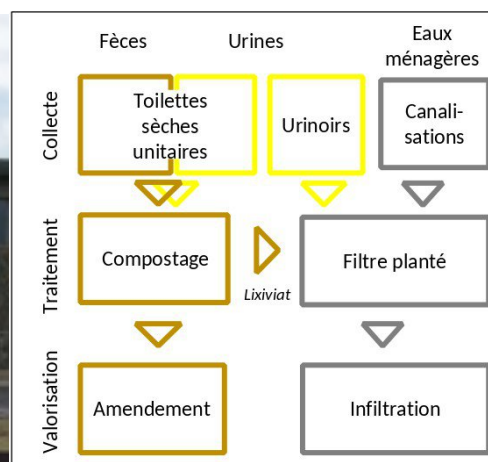 Fèces
Urines
Eaux
ménagères
Collecte
Toilettes
sèches
unitaires
Urinoirs
Canali-
sations
Traitement
Compostage
Lixiviat
Filtre planté
Valorisation
Amendement
Infiltration